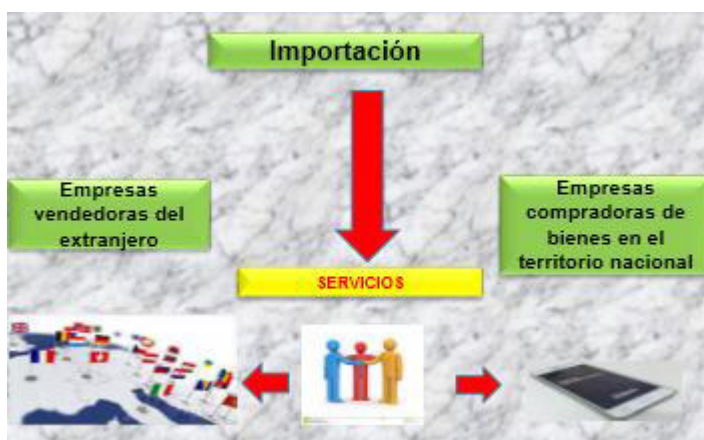 Importación
Empresas
vendedoras del
extranjero
Empresas
compradoras de
bienes en el
territorio nacional
SERVICIOS